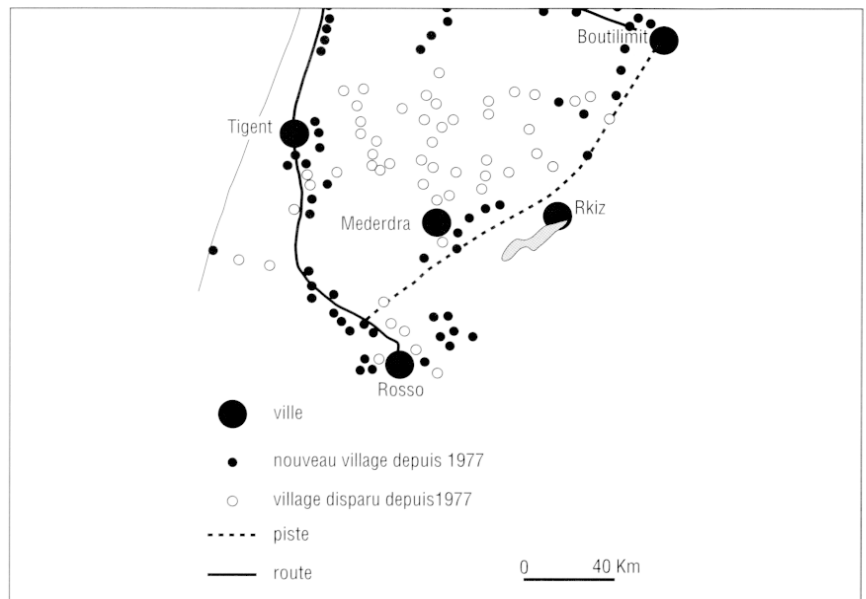 Boutilimit
Tigent
Rkiz
Mederdra
Rosso
ville
nouveau village depuis 1977
village disparu depuis1977
piste
route
0 40 Km